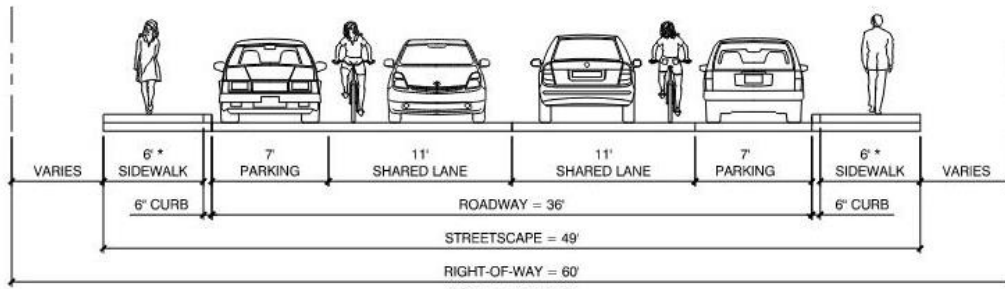 VARIES
6' *
SIDEWALK
7'
PARKING
11'
SHARED LANE
11'
SHARED LANE
7'
PARKING
6' *
SIDEWALK
VARIES
6" CURB
ROADWAY = 36'
6" CURB
STREETSCAPE = 49'
RIGHT-OF-WAY = 60'